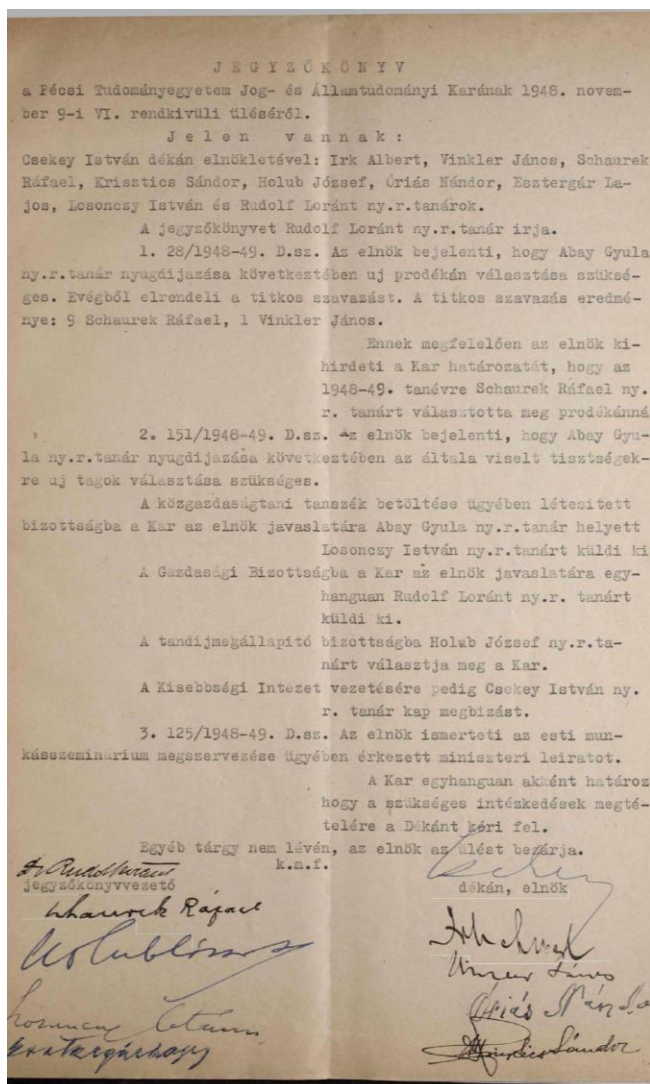 JEGYZŐKÖNYV
a Pécsi Tudományegyetem Jog- és Államtudományi Karának 1948. novem-
ber 9-i VI. rendkivüli üléséről.
Jelen vannak:
Csekey István dékán elnökletével: Irk Albert, Vinkler János, Schaurek
Ráfael, Krisztics Sándor, Holub József, Óriás Nándor, Esztergár La-
jos, Losonczy István és Rudolf Loránt ny.r.tanárok.
A jegyzőkönyvet Rudolf Loránt ny.r.tanár irja.
1. 28/1948-49. D.sz. Az elnök bejelenti, hogy Abay Gyula
ny.r.tanár nyugdijazása következtében uj prodékán választása szüksé-
ges. Evégből elrendeli a titkos szavazást. A titkos szavazás eredmé-
nye: 9 Schaurek Ráfael, 1 Vinkler János.
Ennek megfelelően az elnök ki-
hirdeti a Kar határozatát, hogy az
1948-49. tanévre Schaurek Ráfael ny.
r. tanárt választotta meg prodékánná
2. 151/1948-49. D.sz. Az elnök bejelenti, hogy Abay Gyu-
la ny.r.tanár nyugdijazása következtében az általa viselt tisztségek-
re uj tagok választása szükséges.
A közgazdaságtani tanszék betöltése ügyében létesitett
bizottságba a Kar az elnök javaslatára Abay Gyula ny.r.tanár helyett
Losonczy István ny.r.tanárt küldi ki
A Gazdasági Bizottságba a Kar az elnök javaslatára egy-
hanguan Rudolf Loránt ny.r. tanárt
küldi ki.
A tandijmegállapitó bizottságba Holub József ny.r.ta-
nárt választja meg a Kar.
A Kisebbségi Intézet vezetésére pedig Csekey István ny.
r. tanár kap megbizást.
3. 125/1948-49. D.sz. Az elnök ismerteti az esti mun-
kásszeminárium megszervezése ügyében érkezett miniszteri leiratot.
A Kar egyhanguan akként határoz
hogy a szükséges intézkedések megté-
telére a Dékánt kéri fel.
Egyéb tárgy nem lévén, az elnök az ülést bezárja.
k.m.f.
Dr Rudolf Loránt
jegyzőkönyvvezető
dékán, elnök
Schaurek Ráfael
Holub József
Irk Albert
János
Óriás Nándor
István
Sándor